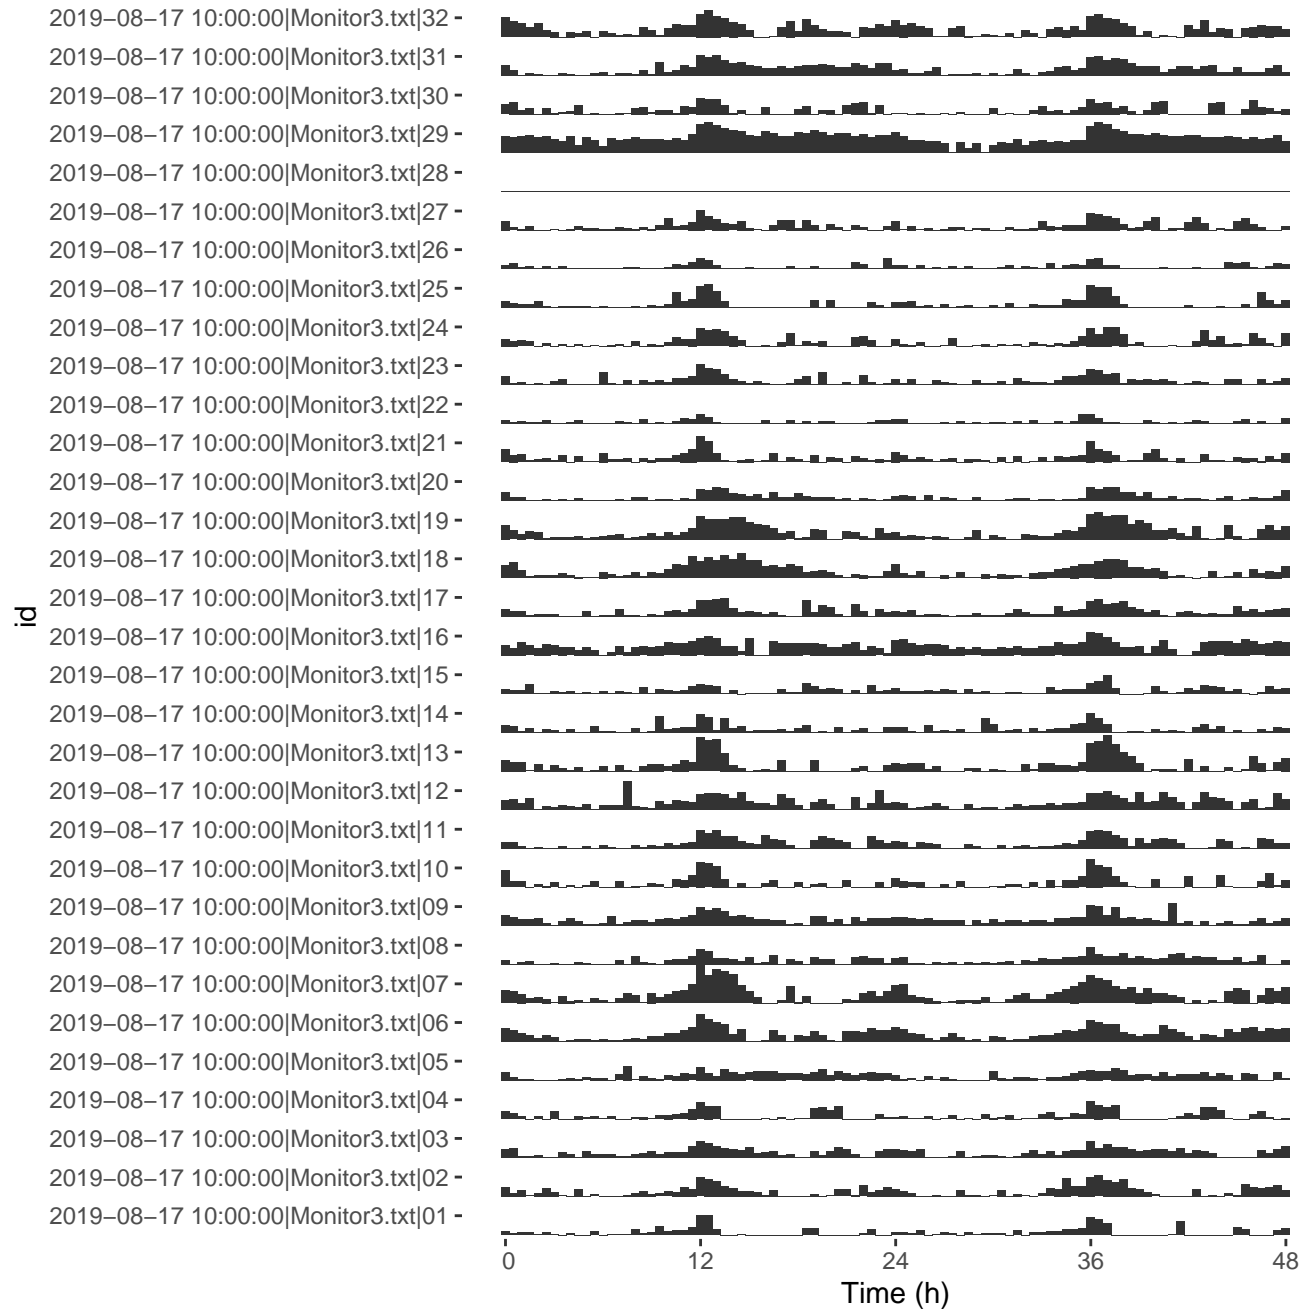 2019−08−17 10:00:00|Monitor3.txt|32
2019−08−17 10:00:00|Monitor3.txt|31
2019−08−17 10:00:00|Monitor3.txt|30
2019−08−17 10:00:00|Monitor3.txt|29
2019−08−17 10:00:00|Monitor3.txt|28
2019−08−17 10:00:00|Monitor3.txt|27
2019−08−17 10:00:00|Monitor3.txt|26
2019−08−17 10:00:00|Monitor3.txt|25
2019−08−17 10:00:00|Monitor3.txt|24
2019−08−17 10:00:00|Monitor3.txt|23
2019−08−17 10:00:00|Monitor3.txt|22
2019−08−17 10:00:00|Monitor3.txt|21
2019−08−17 10:00:00|Monitor3.txt|20
2019−08−17 10:00:00|Monitor3.txt|19
2019−08−17 10:00:00|Monitor3.txt|18
2019−08−17 10:00:00|Monitor3.txt|17
2019−08−17 10:00:00|Monitor3.txt|16
2019−08−17 10:00:00|Monitor3.txt|15
2019−08−17 10:00:00|Monitor3.txt|14
2019−08−17 10:00:00|Monitor3.txt|13
2019−08−17 10:00:00|Monitor3.txt|12
2019−08−17 10:00:00|Monitor3.txt|11
2019−08−17 10:00:00|Monitor3.txt|10
2019−08−17 10:00:00|Monitor3.txt|09
2019−08−17 10:00:00|Monitor3.txt|08
2019−08−17 10:00:00|Monitor3.txt|07
2019−08−17 10:00:00|Monitor3.txt|06
2019−08−17 10:00:00|Monitor3.txt|05
2019−08−17 10:00:00|Monitor3.txt|04
2019−08−17 10:00:00|Monitor3.txt|03
2019−08−17 10:00:00|Monitor3.txt|02
2019−08−17 10:00:00|Monitor3.txt|01
id
0 12 24 36 48
Time (h)